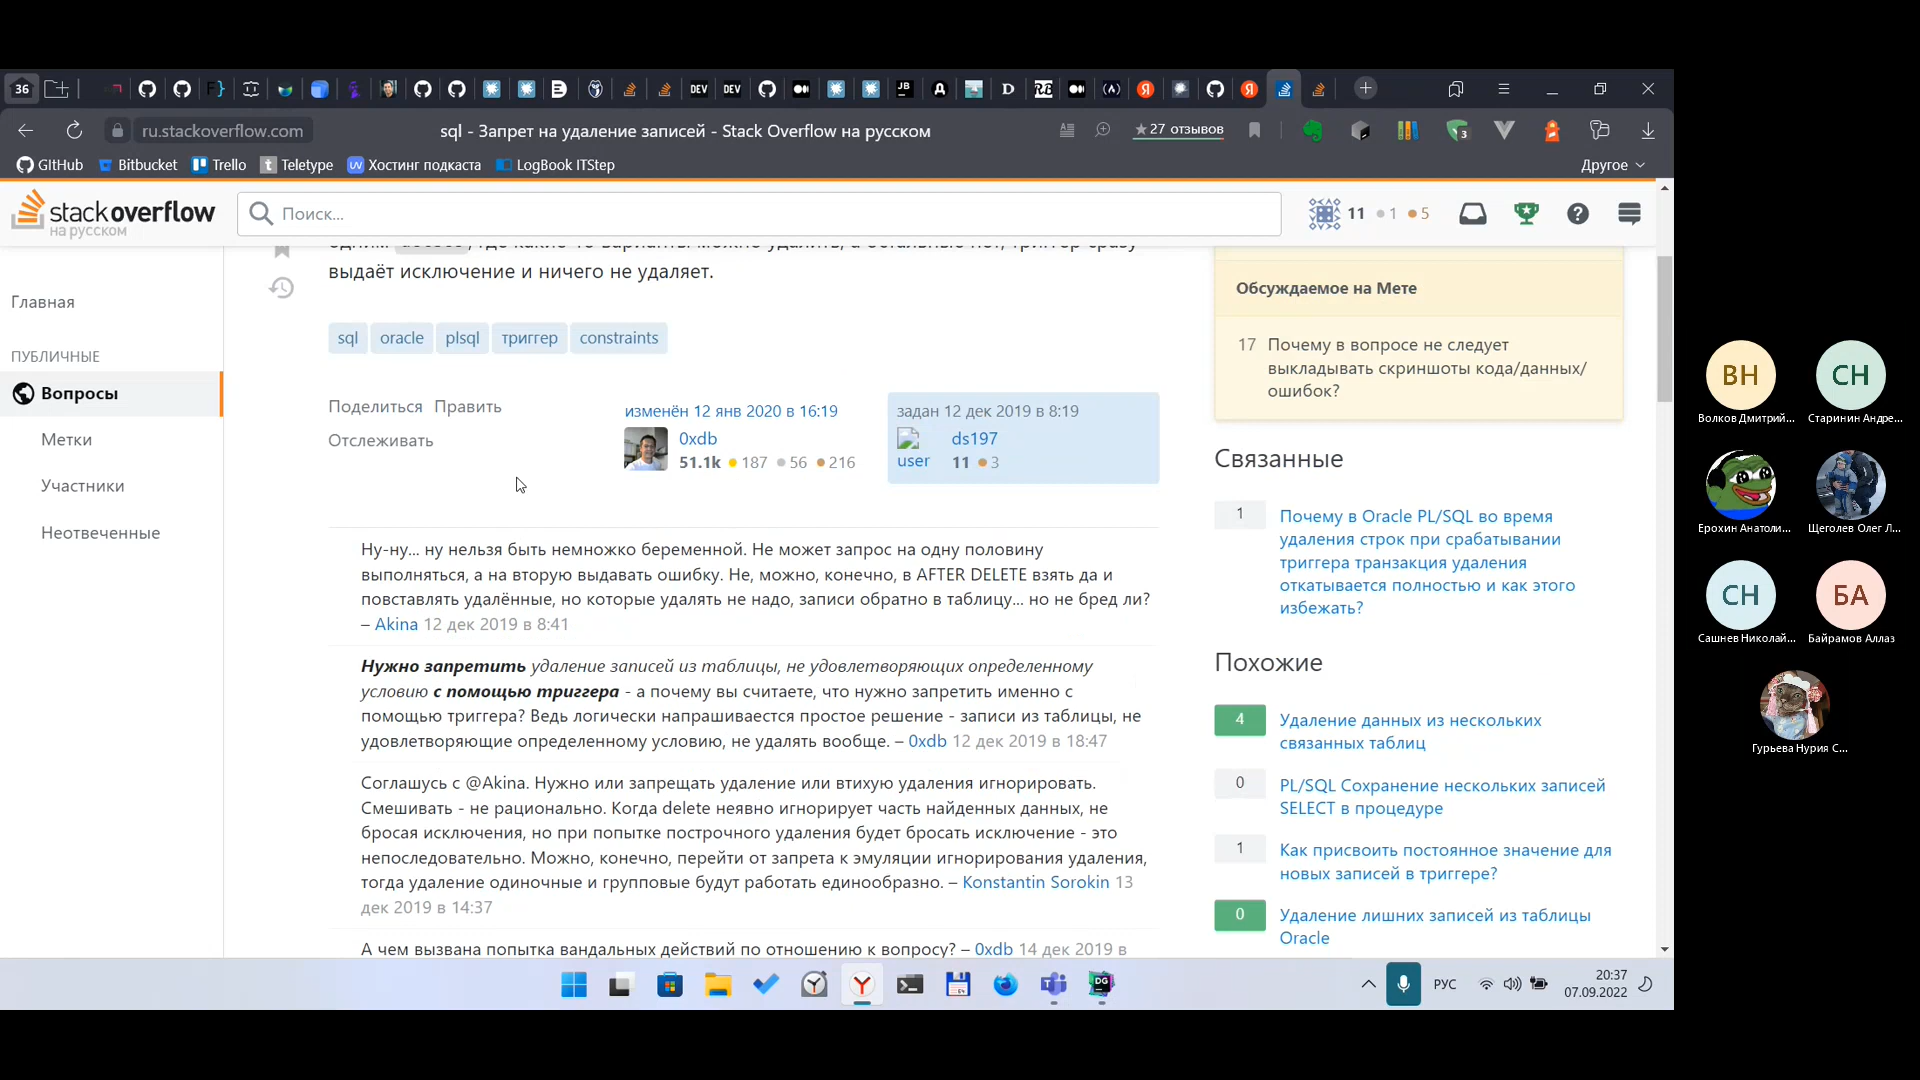 36
DEV
DEV
JB
ru.stackoverflow.com
sql - Запрет на удаление записей - Stack Overflow на русском
★ 27 отзывов
3
GitHub
Bitbucket
Trello
Teletype
Хостинг подкаста
LogBook ITStep
Другое
stackoverflow
на русском
Поиск...
11 ● 1 ● 5
Главная
ПУБЛИЧНЫЕ
Вопросы
Метки
Участники
Неотвеченные
выдаёт исключение и ничего не удаляет.
sql
oracle
plsql
триггер
constraints
Поделиться Править
Отслеживать
изменён 12 янв 2020 в 16:19
0xdb
51.1k ● 187 ● 56 ● 216
задан 12 дек 2019 в 8:19
user
ds197
11 ● 3
Ну-ну... ну нельзя быть немножко беременной. Не может запрос на одну половину
выполняться, а на вторую выдавать ошибку. Не, можно, конечно, в AFTER DELETE взять да и
повставлять удалённые, но которые удалять не надо, записи обратно в таблицу... но не бред ли?
– Akina 12 дек 2019 в 8:41
Нужно запретить удаление записей из таблицы, не удовлетворяющих определенному
условию с помощью триггера - а почему вы считаете, что нужно запретить именно с
помощью триггера? Ведь логически напрашивается простое решение - записи из таблицы, не
удовлетворяющие определенному условию, не удалять вообще. – 0xdb 12 дек 2019 в 18:47
Соглашусь с @Akina. Нужно или запрещать удаление или втихую удаления игнорировать.
Смешивать - не рационально. Когда delete неявно игнорирует часть найденных данных, не
бросая исключения, но при попытке построчного удаления будет бросать исключение - это
непоследовательно. Можно, конечно, перейти от запрета к эмуляции игнорирования удаления,
тогда удаление одиночные и групповые будут работать единообразно. – Konstantin Sorokin 13
дек 2019 в 14:37
А чем вызвана попытка вандальных действий по отношению к вопросу? – 0xdb 14 дек 2019 в
Обсуждаемое на Мете
17 Почему в вопросе не следует
выкладывать скриншоты кода/данных/
ошибок?
Связанные
1 Почему в Oracle PL/SQL во время
удаления строк при срабатывании
триггера транзакция удаления
откатывается полностью и как этого
избежать?
Похожие
4 Удаление данных из нескольких
связанных таблиц
0 PL/SQL Сохранение нескольких записей
SELECT в процедуре
1 Как присвоить постоянное значение для
новых записей в триггере?
0 Удаление лишних записей из таблицы
Oracle
ВН
Волков Дмитрий...
СН
Старинин Андре...
Ерохин Анатоли...
Щеголев Олег Л...
СН
Сашнев Николай...
БА
Байрамов Аллаз
Гурьева Нурия С...
DG
РУС
20:37
07.09.2022